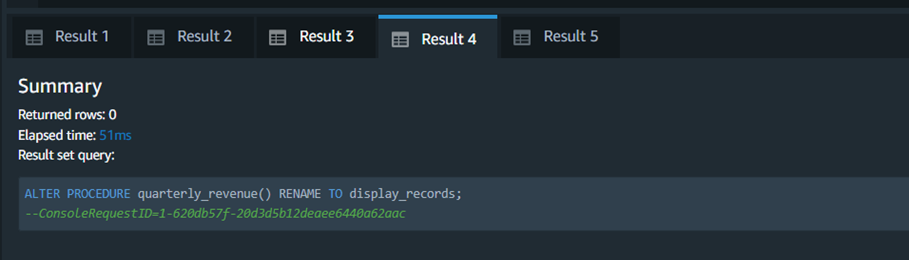 Result 1 Result 2 Result 3 Result 4 Result 5
Summary
Returned rows: 0
Elapsed time: 51ms
Result set query:
ALTER PROCEDURE quarterly_revenue() RENAME TO display_records;
--ConsoleRequestID=1-620db57f-20d3d5b12deaee6440a62aac